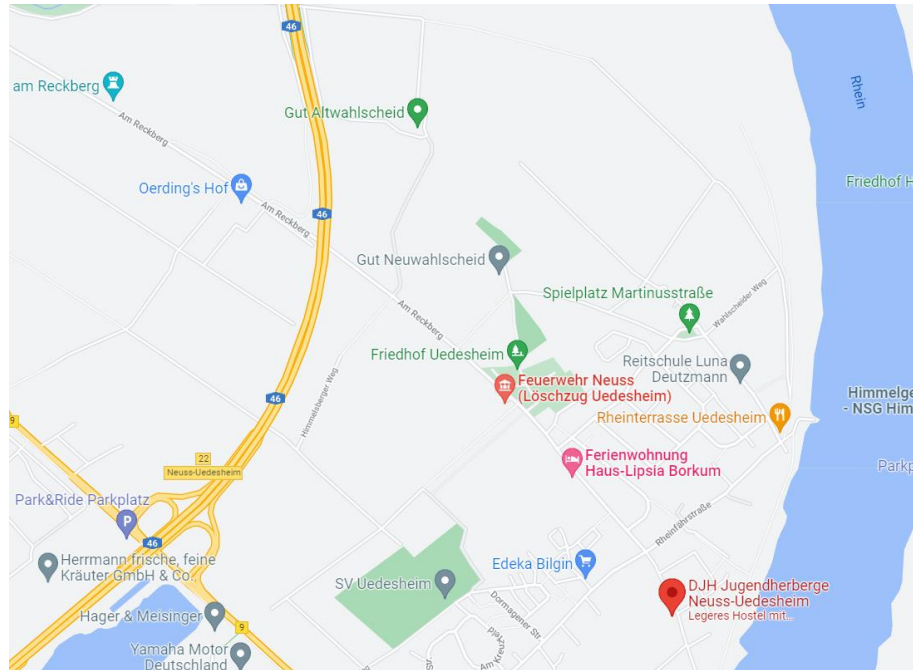 46
am Reckberg
Am Reckberg
Gut Altwahlscheid
Rhein
Oerding's Hof
Am Reckberg
46
Friedhof H
Gut Neuwahlscheid
Spielplatz Martinusstraße
Wahlscheider Weg
Am Reckberg
Friedhof Uedesheim
Reitschule Luna
Deutzmann
Feuerwehr Neuss
(Löschzug Uedesheim)
Himmelsberger Weg
46
Himmelge
- NSG Him
Rheinterrasse Uedesheim
9
22
Neuss-Uedesheim
Ferienwohnung
Haus-Lipsia Borkum
Parkp
Park&Ride Parkplatz
P
Rheinfährstraße
46
Herrmann frische, feine
Kräuter GmbH & Co...
SV Uedesheim
Edeka Bilgin
DJH Jugendherberge
Neuss-Uedesheim
Legeres Hostel mit...
Hager & Meisinger
9
Dormagener Str
Yamaha Motor
Deutschland
Am Kreuz
feld
Str